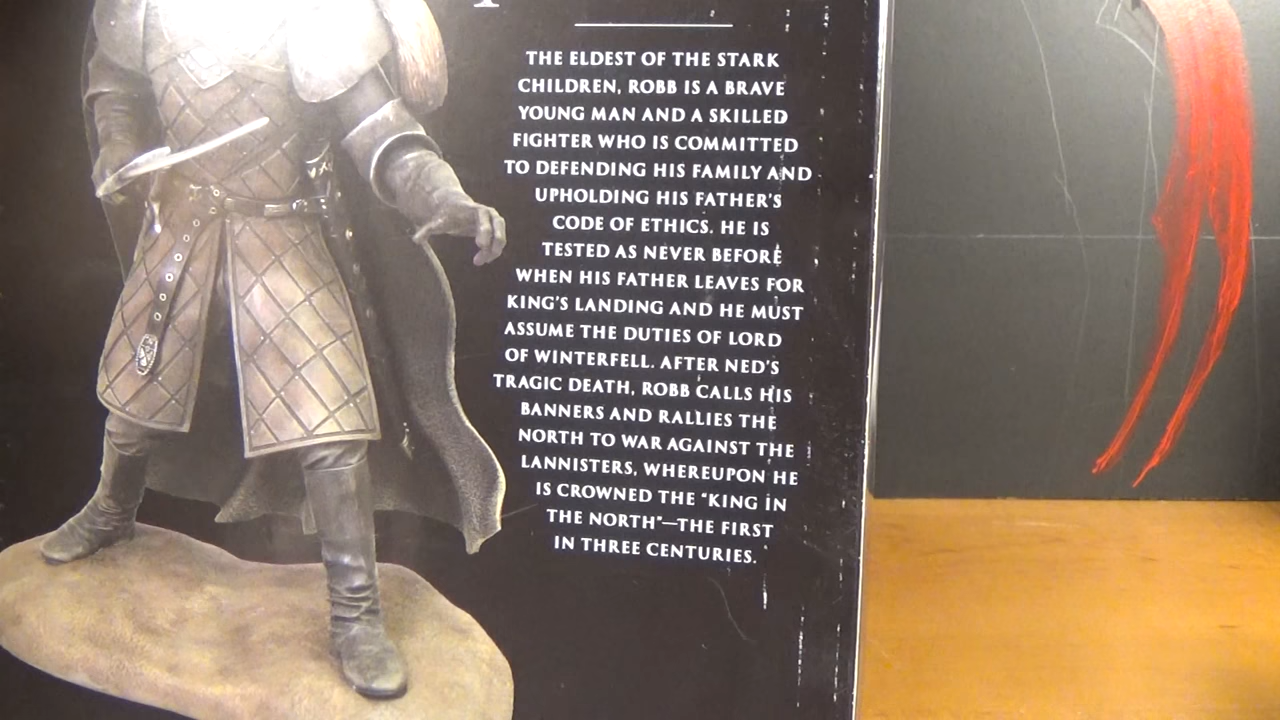 THE ELDEST OF THE STARK
CHILDREN, ROBB IS A BRAVE
YOUNG MAN AND A SKILLED
FIGHTER WHO IS COMMITTED
TO DEFENDING HIS FAMILY AND
UPHOLDING HIS FATHER'S
CODE OF ETHICS. HE IS
TESTED AS NEVER BEFORE
WHEN HIS FATHER LEAVES FOR
KING'S LANDING AND HE MUST
ASSUME THE DUTIES OF LORD
OF WINTERFELL. AFTER NED'S
TRAGIC DEATH, ROBB CALLS HIS
BANNERS AND RALLIES THE
NORTH TO WAR AGAINST THE
LANNISTERS, WHEREUPON HE
IS CROWNED THE "KING IN
THE NORTH"—THE FIRST
IN THREE CENTURIES.